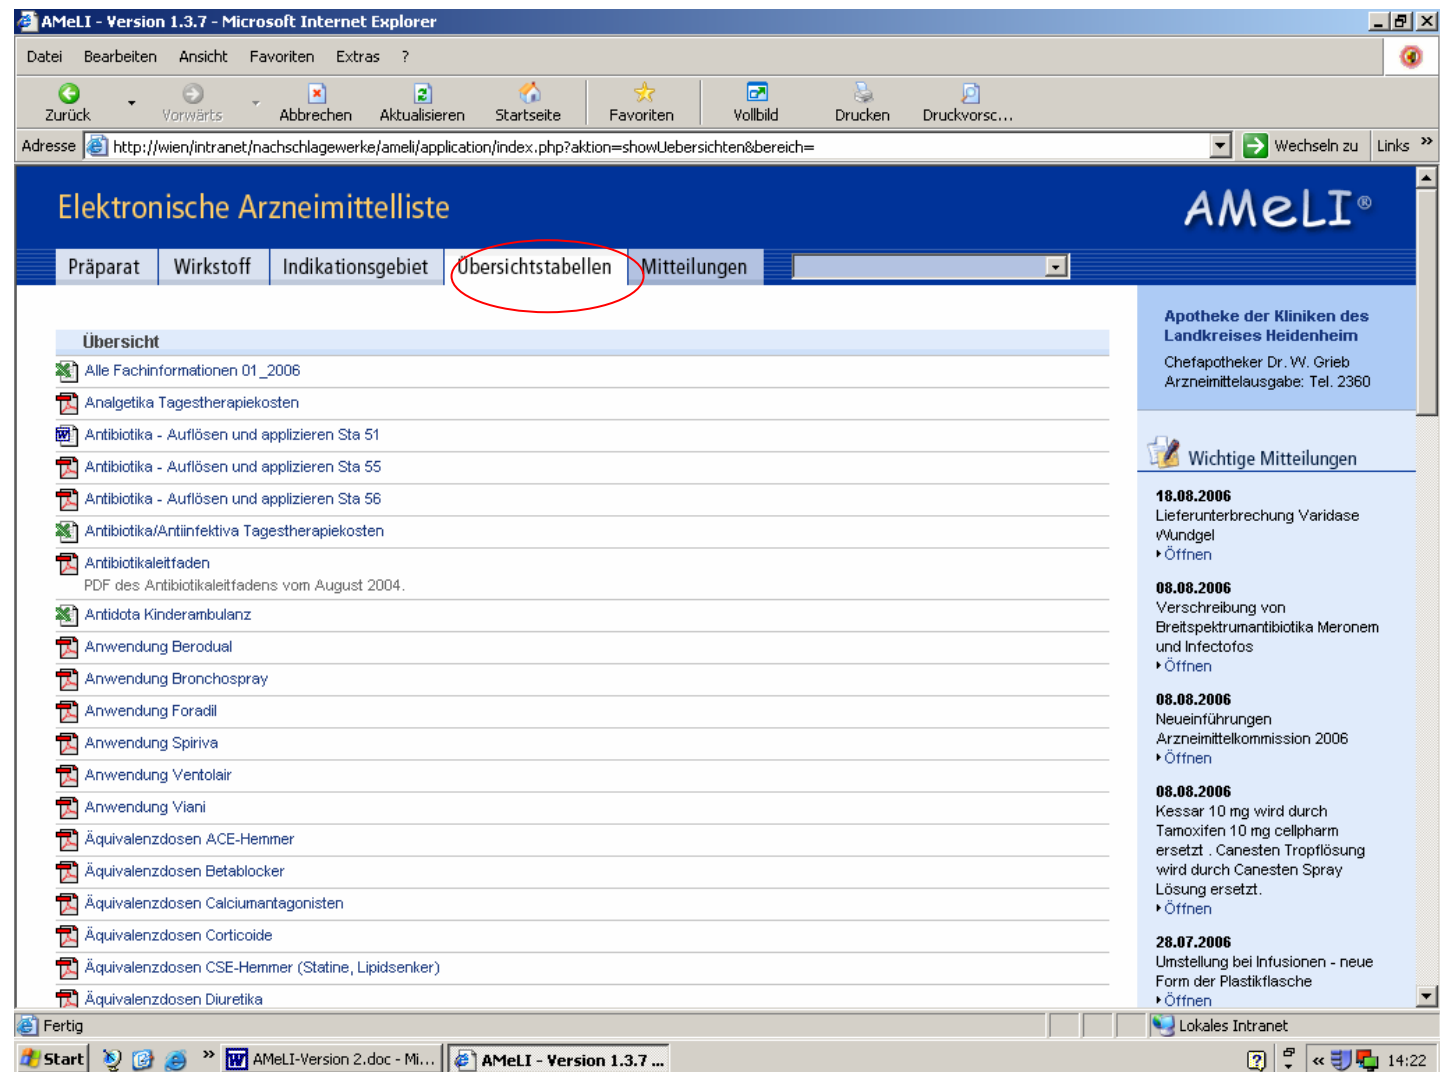 AMeLI - Version 1.3.7 - Microsoft Internet Explorer
Datei Bearbeiten Ansicht Favoriten Extras ?
Zurück Vorwärts Abbrechen Aktualisieren Startseite Favoriten Vollbild Drucken Druckvorsc...
Adresse http://wien/intranet/nachschlagewerke/ameli/application/index.php?aktion=showUebersichten&bereich= Wechseln zu Links »
Elektronische Arzneimittelliste
AMeLI®
Präparat Wirkstoff Indikationsgebiet Übersichtstabellen Mitteilungen
Übersicht
Alle Fachinformationen 01_2006
Analgetika Tagestherapiekosten
Antibiotika - Auflösen und applizieren Sta 51
Antibiotika - Auflösen und applizieren Sta 55
Antibiotika - Auflösen und applizieren Sta 56
Antibiotika/Antiinfektiva Tagestherapiekosten
Antibiotikaleitfaden
PDF des Antibiotikaleitfadens vom August 2004.
Antidota Kinderambulanz
Anwendung Berodual
Anwendung Bronchospray
Anwendung Foradil
Anwendung Spiriva
Anwendung Ventolair
Anwendung Viani
Äquivalenzdosen ACE-Hemmer
Äquivalenzdosen Betablocker
Äquivalenzdosen Calciumantagonisten
Äquivalenzdosen Corticoide
Äquivalenzdosen CSE-Hemmer (Statine, Lipidsenker)
Äquivalenzdosen Diuretika
Apotheke der Kliniken des
Landkreises Heidenheim
Chefapotheker Dr. W. Grieb
Arzneimittelausgabe: Tel. 2360
Wichtige Mitteilungen
18.08.2006
Lieferunterbrechung Varidase
Wundgel
Öffnen
08.08.2006
Verschreibung von
Breitspektrumantibiotika Meronem
und Infectofos
Öffnen
08.08.2006
Neueinführungen
Arzneimittelkommission 2006
Öffnen
08.08.2006
Kessar 10 mg wird durch
Tamoxifen 10 mg cellpharm
ersetzt . Canesten Tropflösung
wird durch Canesten Spray
Lösung ersetzt.
Öffnen
28.07.2006
Umstellung bei Infusionen - neue
Form der Plastikflasche
Öffnen
Fertig
Lokales Intranet
Start » AMeLI-Version 2.doc - Mi... AMeLI - Version 1.3.7 ... « 14:22